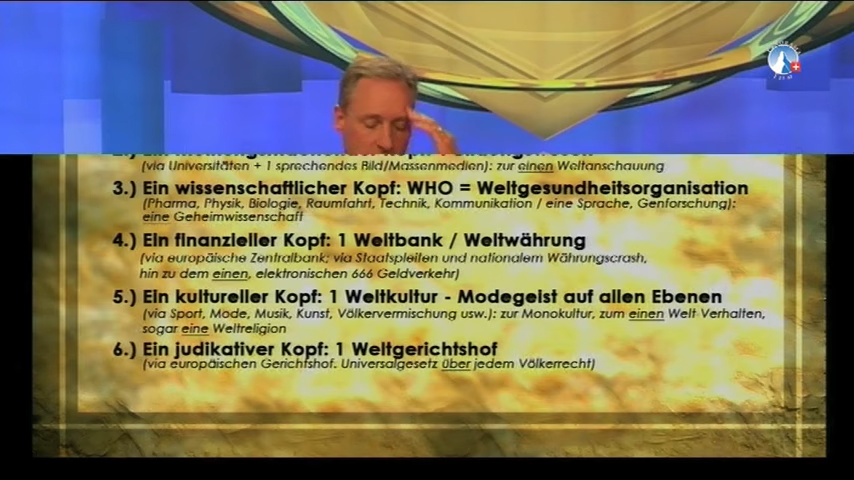 (via Universitäten + 1 sprechendes Bild/Massenmedien): zur einen Weltanschauung
3.) Ein wissenschaftlicher Kopf: WHO = Weltgesundheitsorganisation
(Pharma, Physik, Biologie, Raumfahrt, Technik, Kommunikation / eine Sprache, Genforschung):
eine Geheimwissenschaft
4.) Ein finanzieller Kopf: 1 Weltbank / Weltwährung
(via europäische Zentralbank; via Staatspleiten und nationalem Währungscrash,
hin zu dem einen, elektronischen 666 Geldverkehr)
5.) Ein kultureller Kopf: 1 Weltkultur - Modegeist auf allen Ebenen
(via Sport, Mode, Musik, Kunst, Völkervermischung usw.): zur Monokultur, zum einen Welt Verhalten,
sogar eine Weltreligion
6.) Ein judikativer Kopf: 1 Weltgerichtshof
(via europäischen Gerichtshof. Universalgesetz über jedem Völkerrecht)